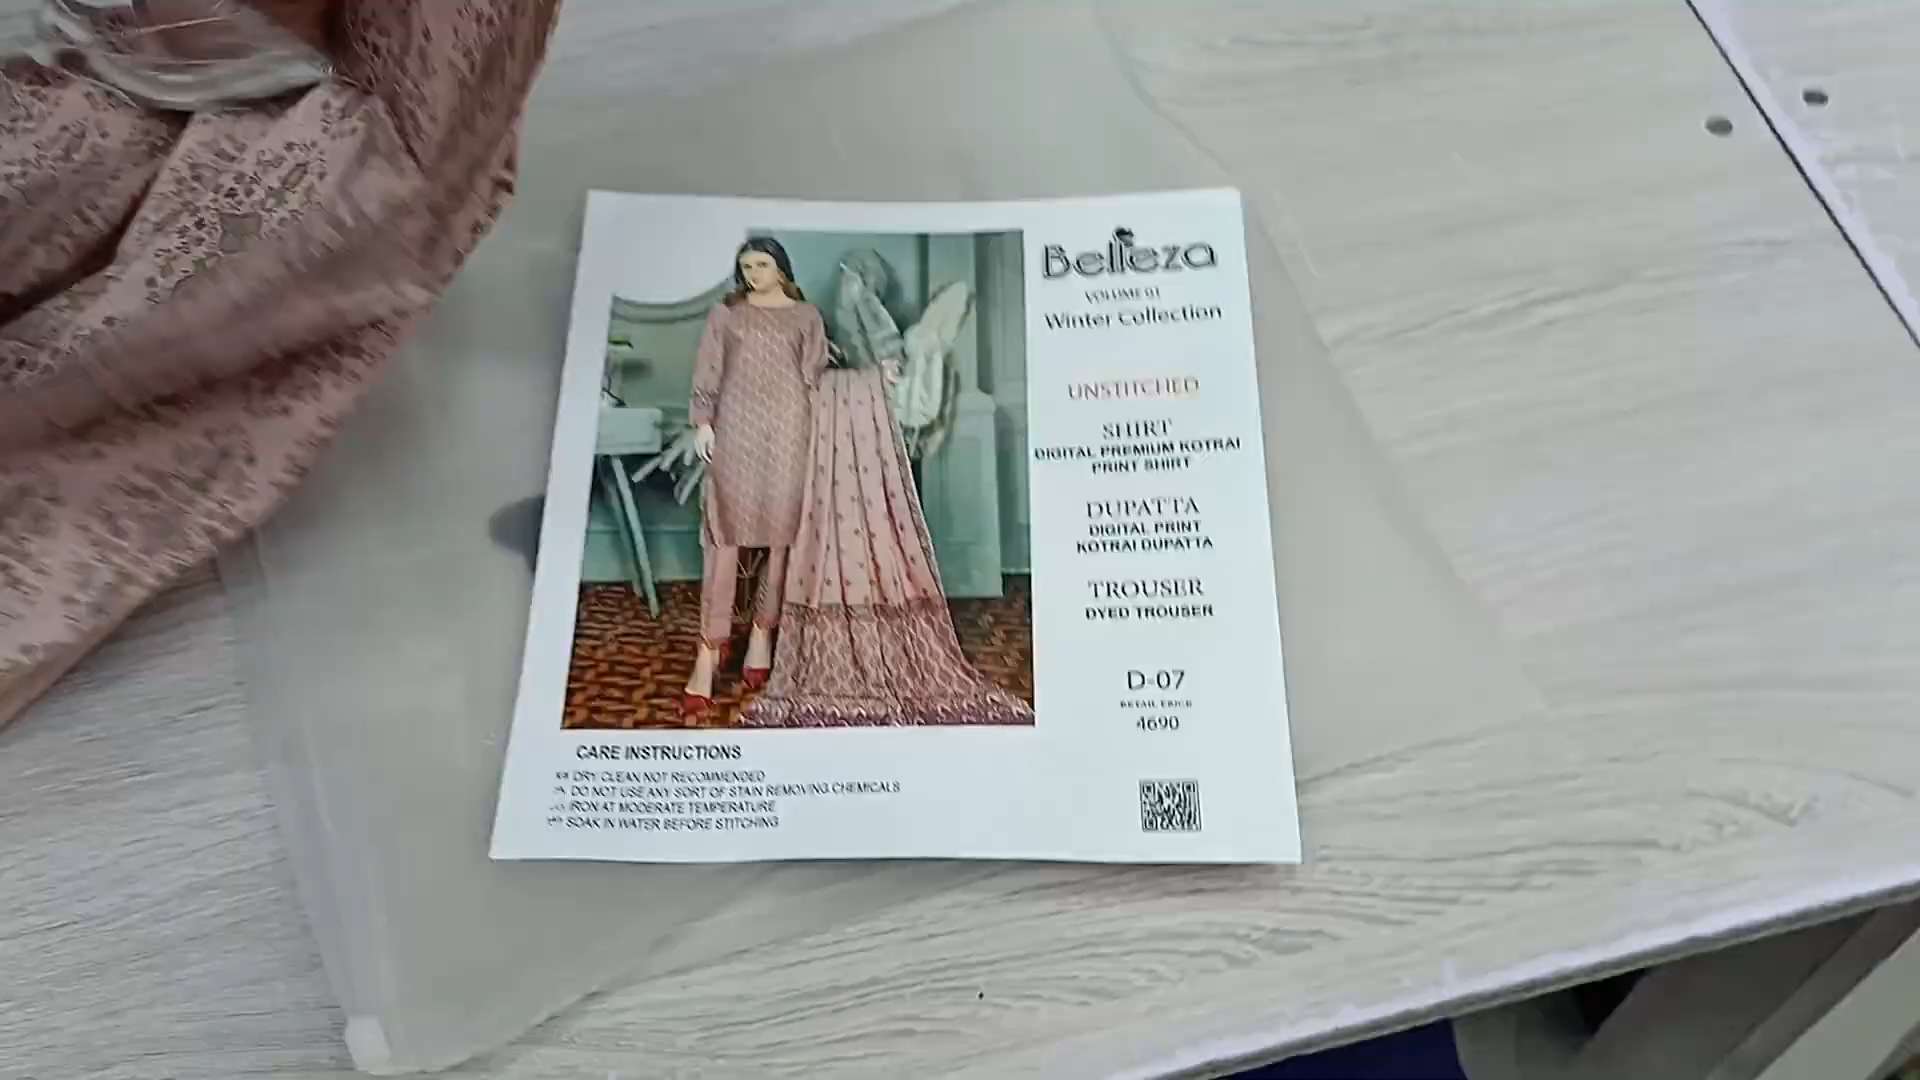 Belleza
VOLUME 01
Winter Collection
UNSTITCHED
SHIRT
DIGITAL PREMIUM KOTRAI
PRINT SHIRT
DUPATTA
DIGITAL PRINT
KOTRAI DUPATTA
TROUSER
DYED TROUSER
D-07
RETAIL PRICE
4690
CARE INSTRUCTIONS
** DRY CLEAN NOT RECOMMENDED
** DO NOT USE ANY SORT OF STAIN REMOVING CHEMICALS
** IRON AT MODERATE TEMPERATURE
** SOAK IN WATER BEFORE STITCHING